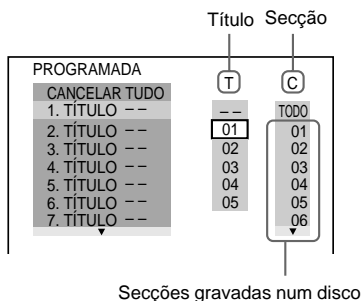 Título Secção
PROGRAMADA
T C
CANCELAR TUDO
1. TÍTULO – – – – TODO
2. TÍTULO – – 01 01
3. TÍTULO – – 02 02
4. TÍTULO – – 03 03
5. TÍTULO – – 04 04
6. TÍTULO – – 05 05
7. TÍTULO – – 06
Secções gravadas num disco